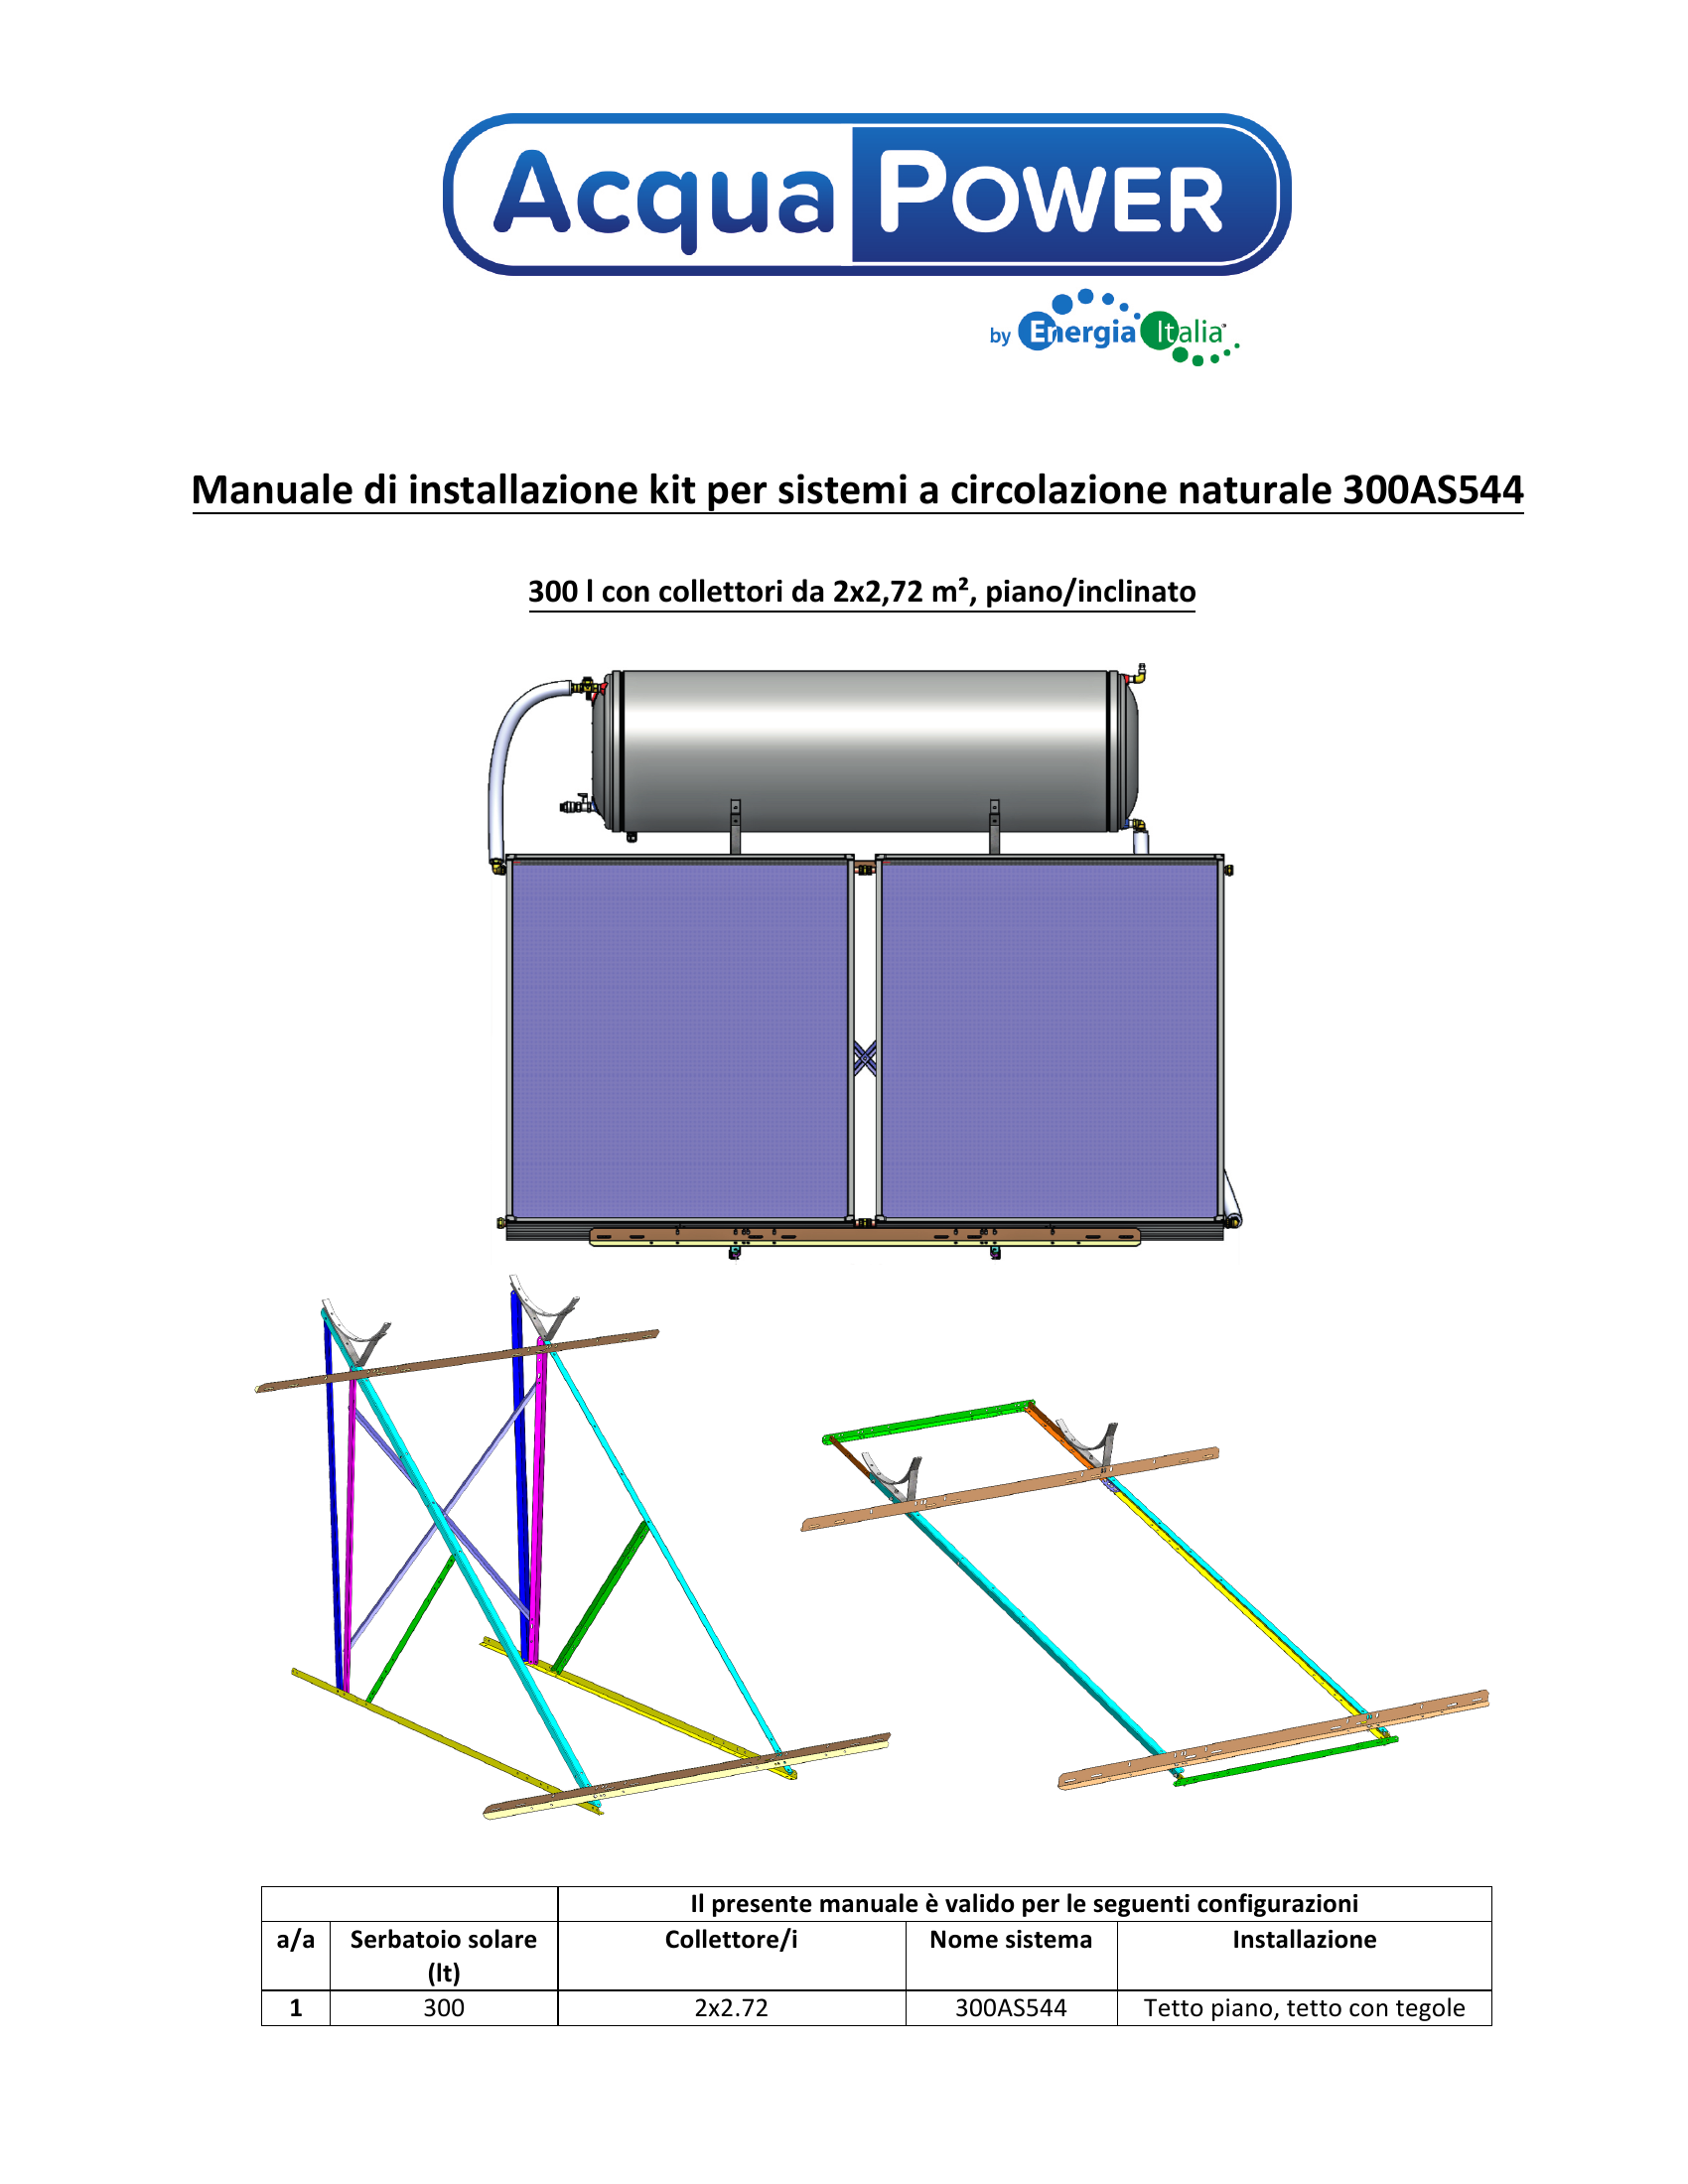 Acqua POWER
by Energia Italia
Manuale di installazione kit per sistemi a circolazione naturale 300AS544
300 l con collettori da 2x2,72 m², piano/inclinato
Il presente manuale è valido per le seguenti configurazioni
a/a Serbatoio solare (lt) Collettore/i Nome sistema Installazione
1 300 2x2.72 300AS544 Tetto piano, tetto con tegole